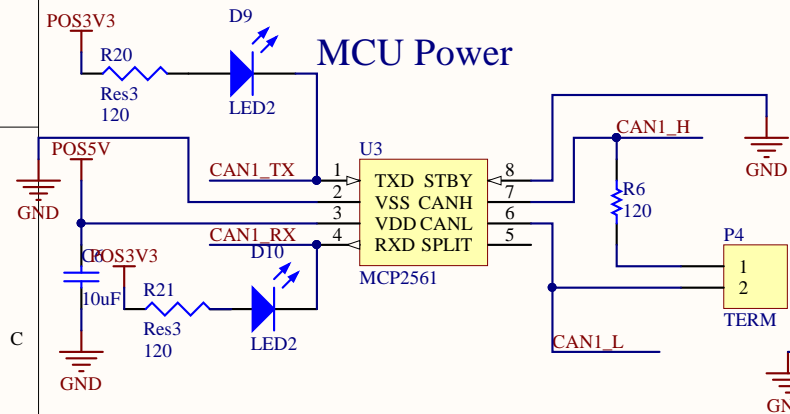 D9
POS3V3
MCU Power
R20
Res3
120
LED2
CAN1_H
U3
POS5V
CAN1_TX
1
TXD
STBY
8
GND
2
VSS
CANH
7
R6
GND
3
VDD
CANL
6
120
CAN1_RX
4
RXD
SPLIT
5
P4
C6
POS3V3
D10
MCP2561
1
10uF
R21
2
Res3
TERM
120
LED2
C
CAN1_L
GND
GND